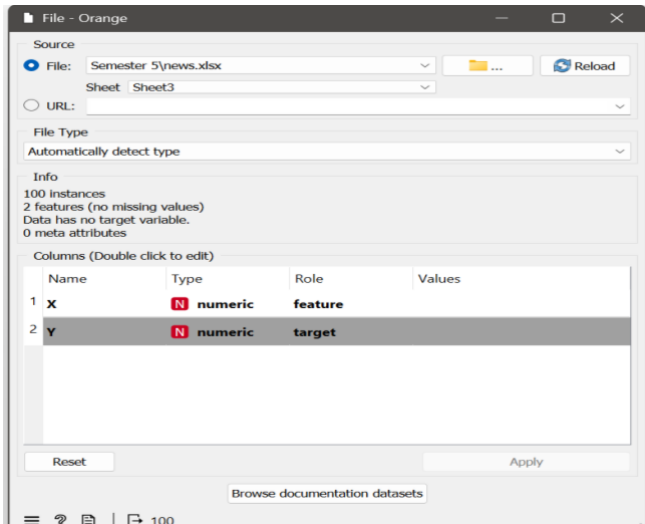 File - Orange
Source
File: Semester 5\news.xlsx ... Reload
Sheet Sheet3
URL:
File Type
Automatically detect type
Info
100 instances
2 features (no missing values)
Data has no target variable.
0 meta attributes
Columns (Double click to edit)
Name Type Role Values
1 X N numeric feature
2 Y N numeric target
Reset Apply
Browse documentation datasets
? 100